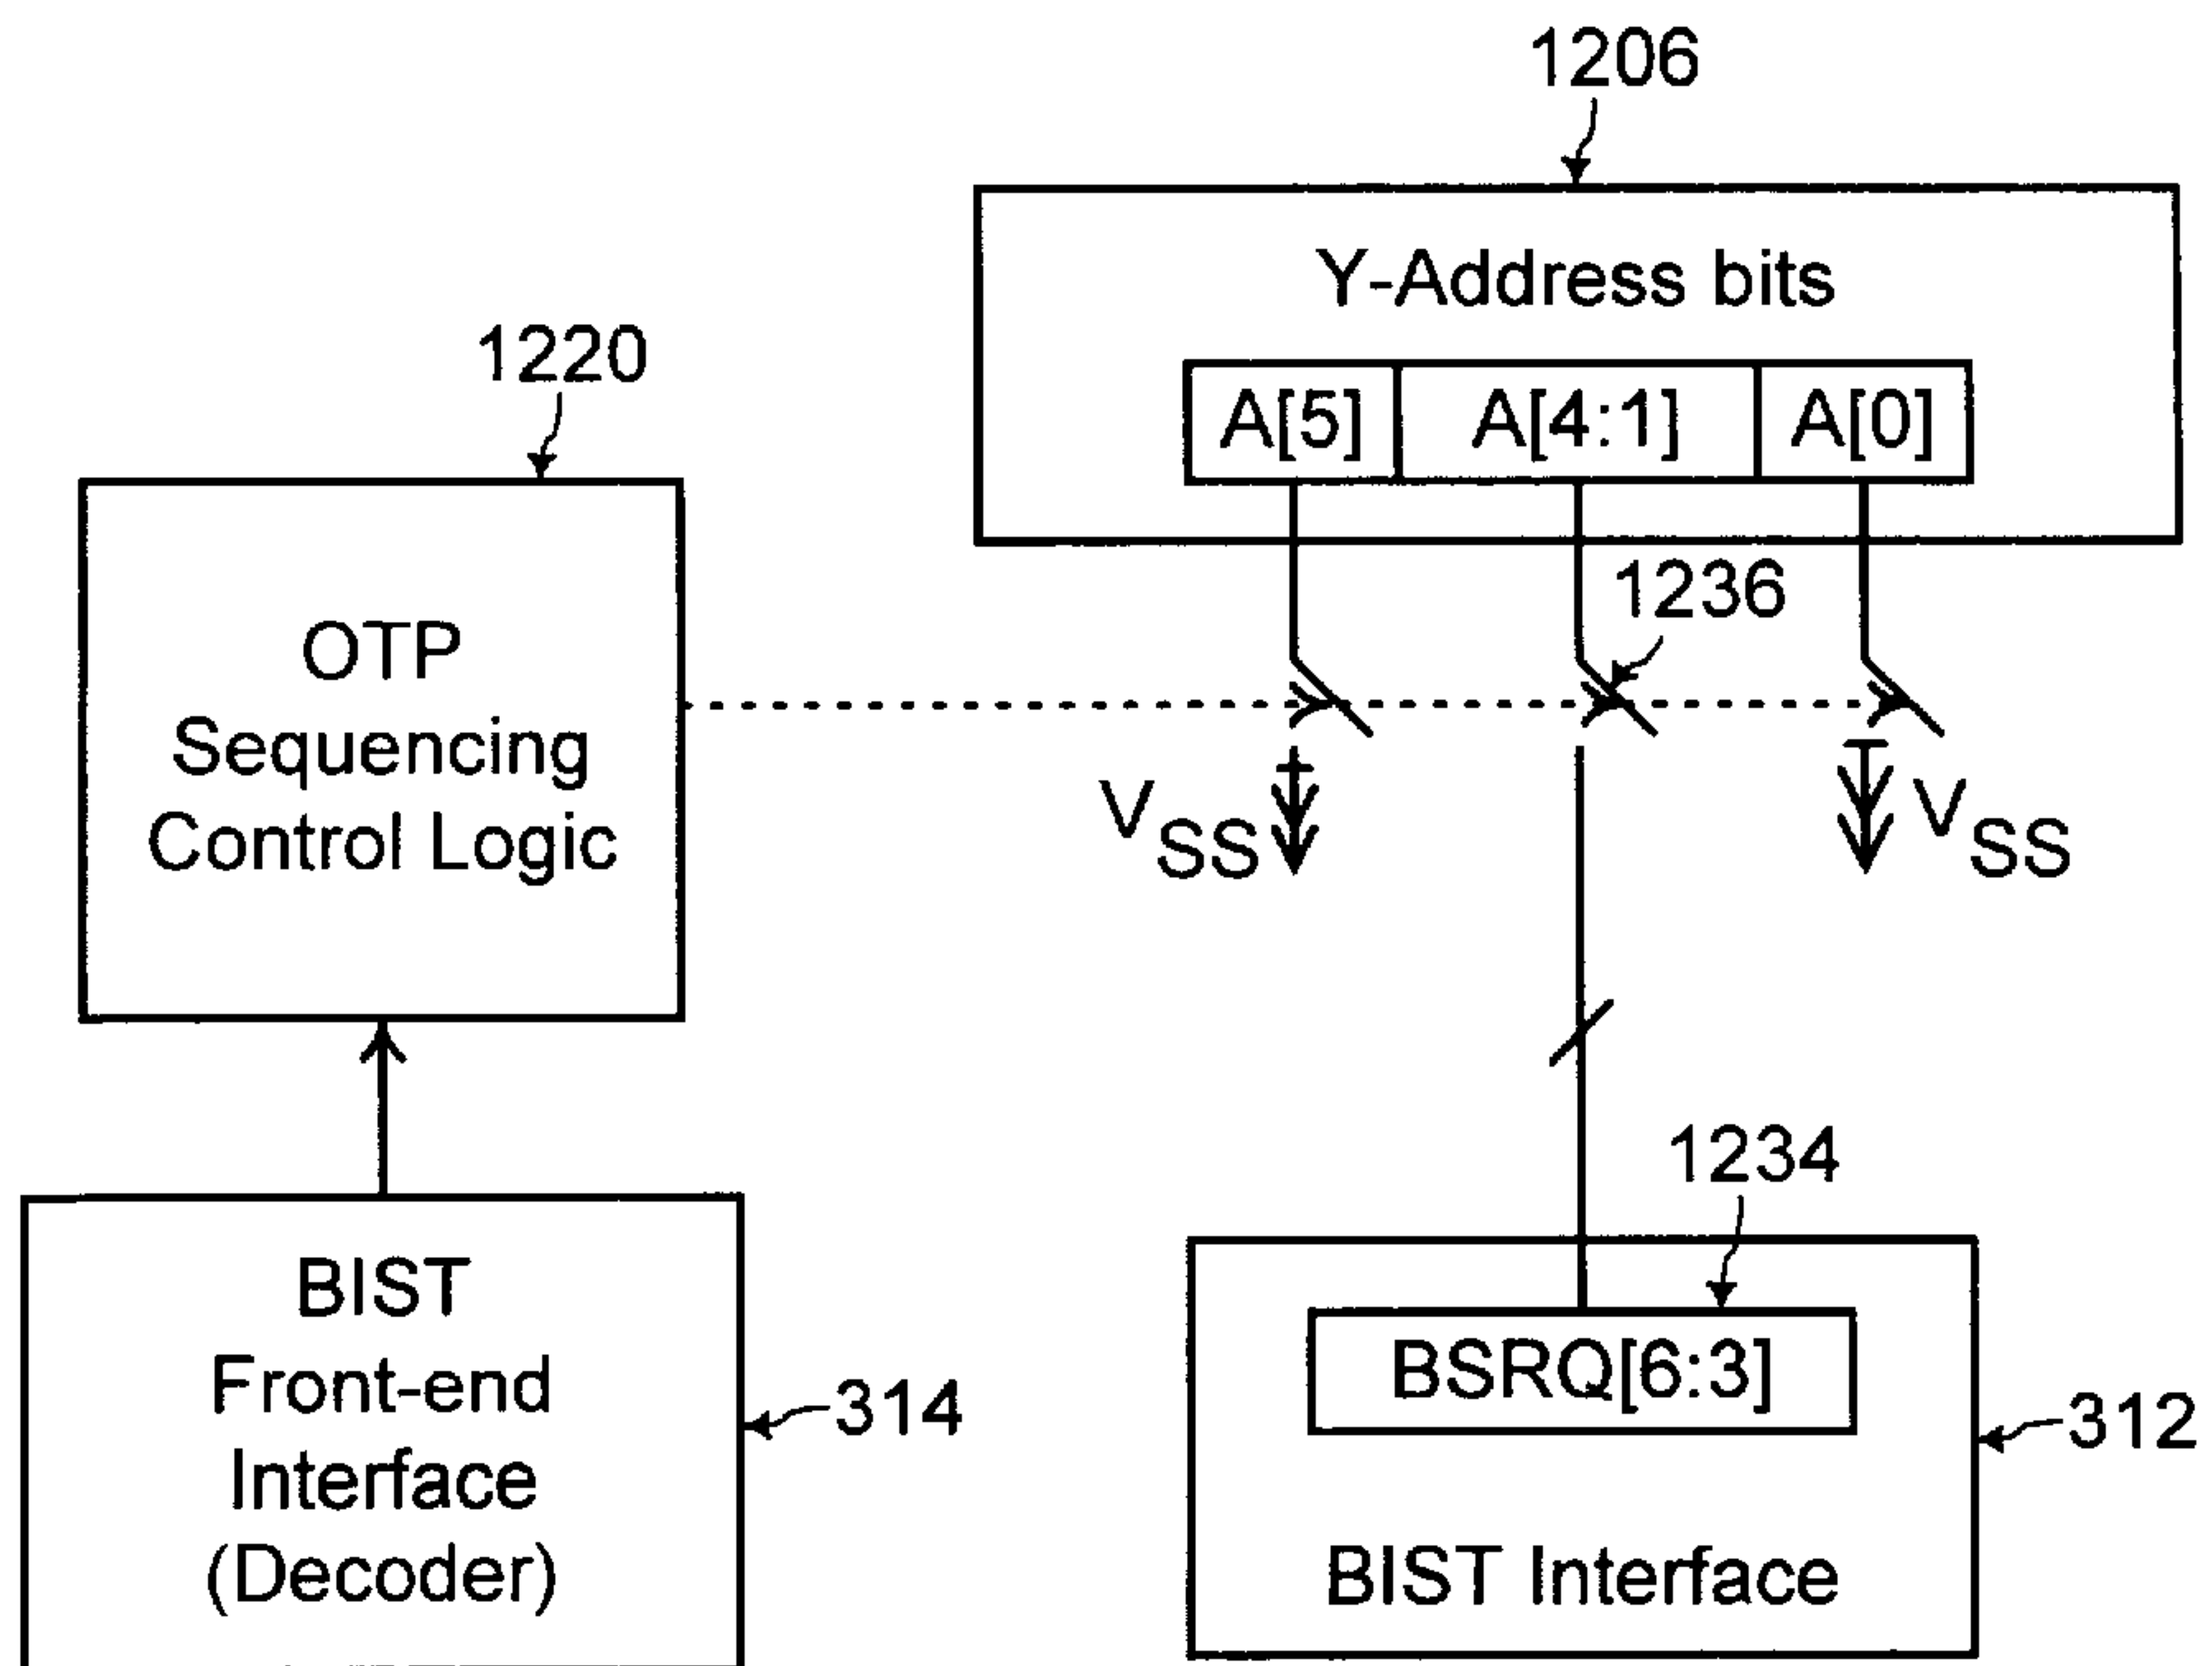 1206
Y-Address bits
A[5] A[4:1] A[0]
1220
OTP
Sequencing
Control Logic
1236
VSS
VSS
1234
BSRQ[6:3]
BIST Interface
312
BIST
Front-end
Interface
(Decoder)
314